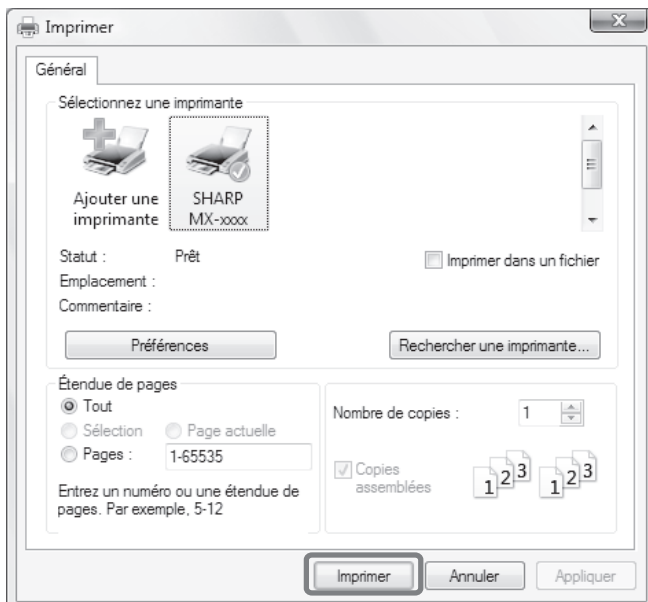 Imprimer
Général
Sélectionnez une imprimante
Ajouter une imprimante
SHARP MX-xxxx
Statut : Prêt
Imprimer dans un fichier
Emplacement :
Commentaire :
Préférences
Rechercher une imprimante...
Étendue de pages
Tout
Sélection Page actuelle
Pages : 1-65535
Entrez un numéro ou une étendue de
pages. Par exemple, 5-12
Nombre de copies : 1
Copies
assemblées
1 2 3 1 2 3
Imprimer Annuler Appliquer